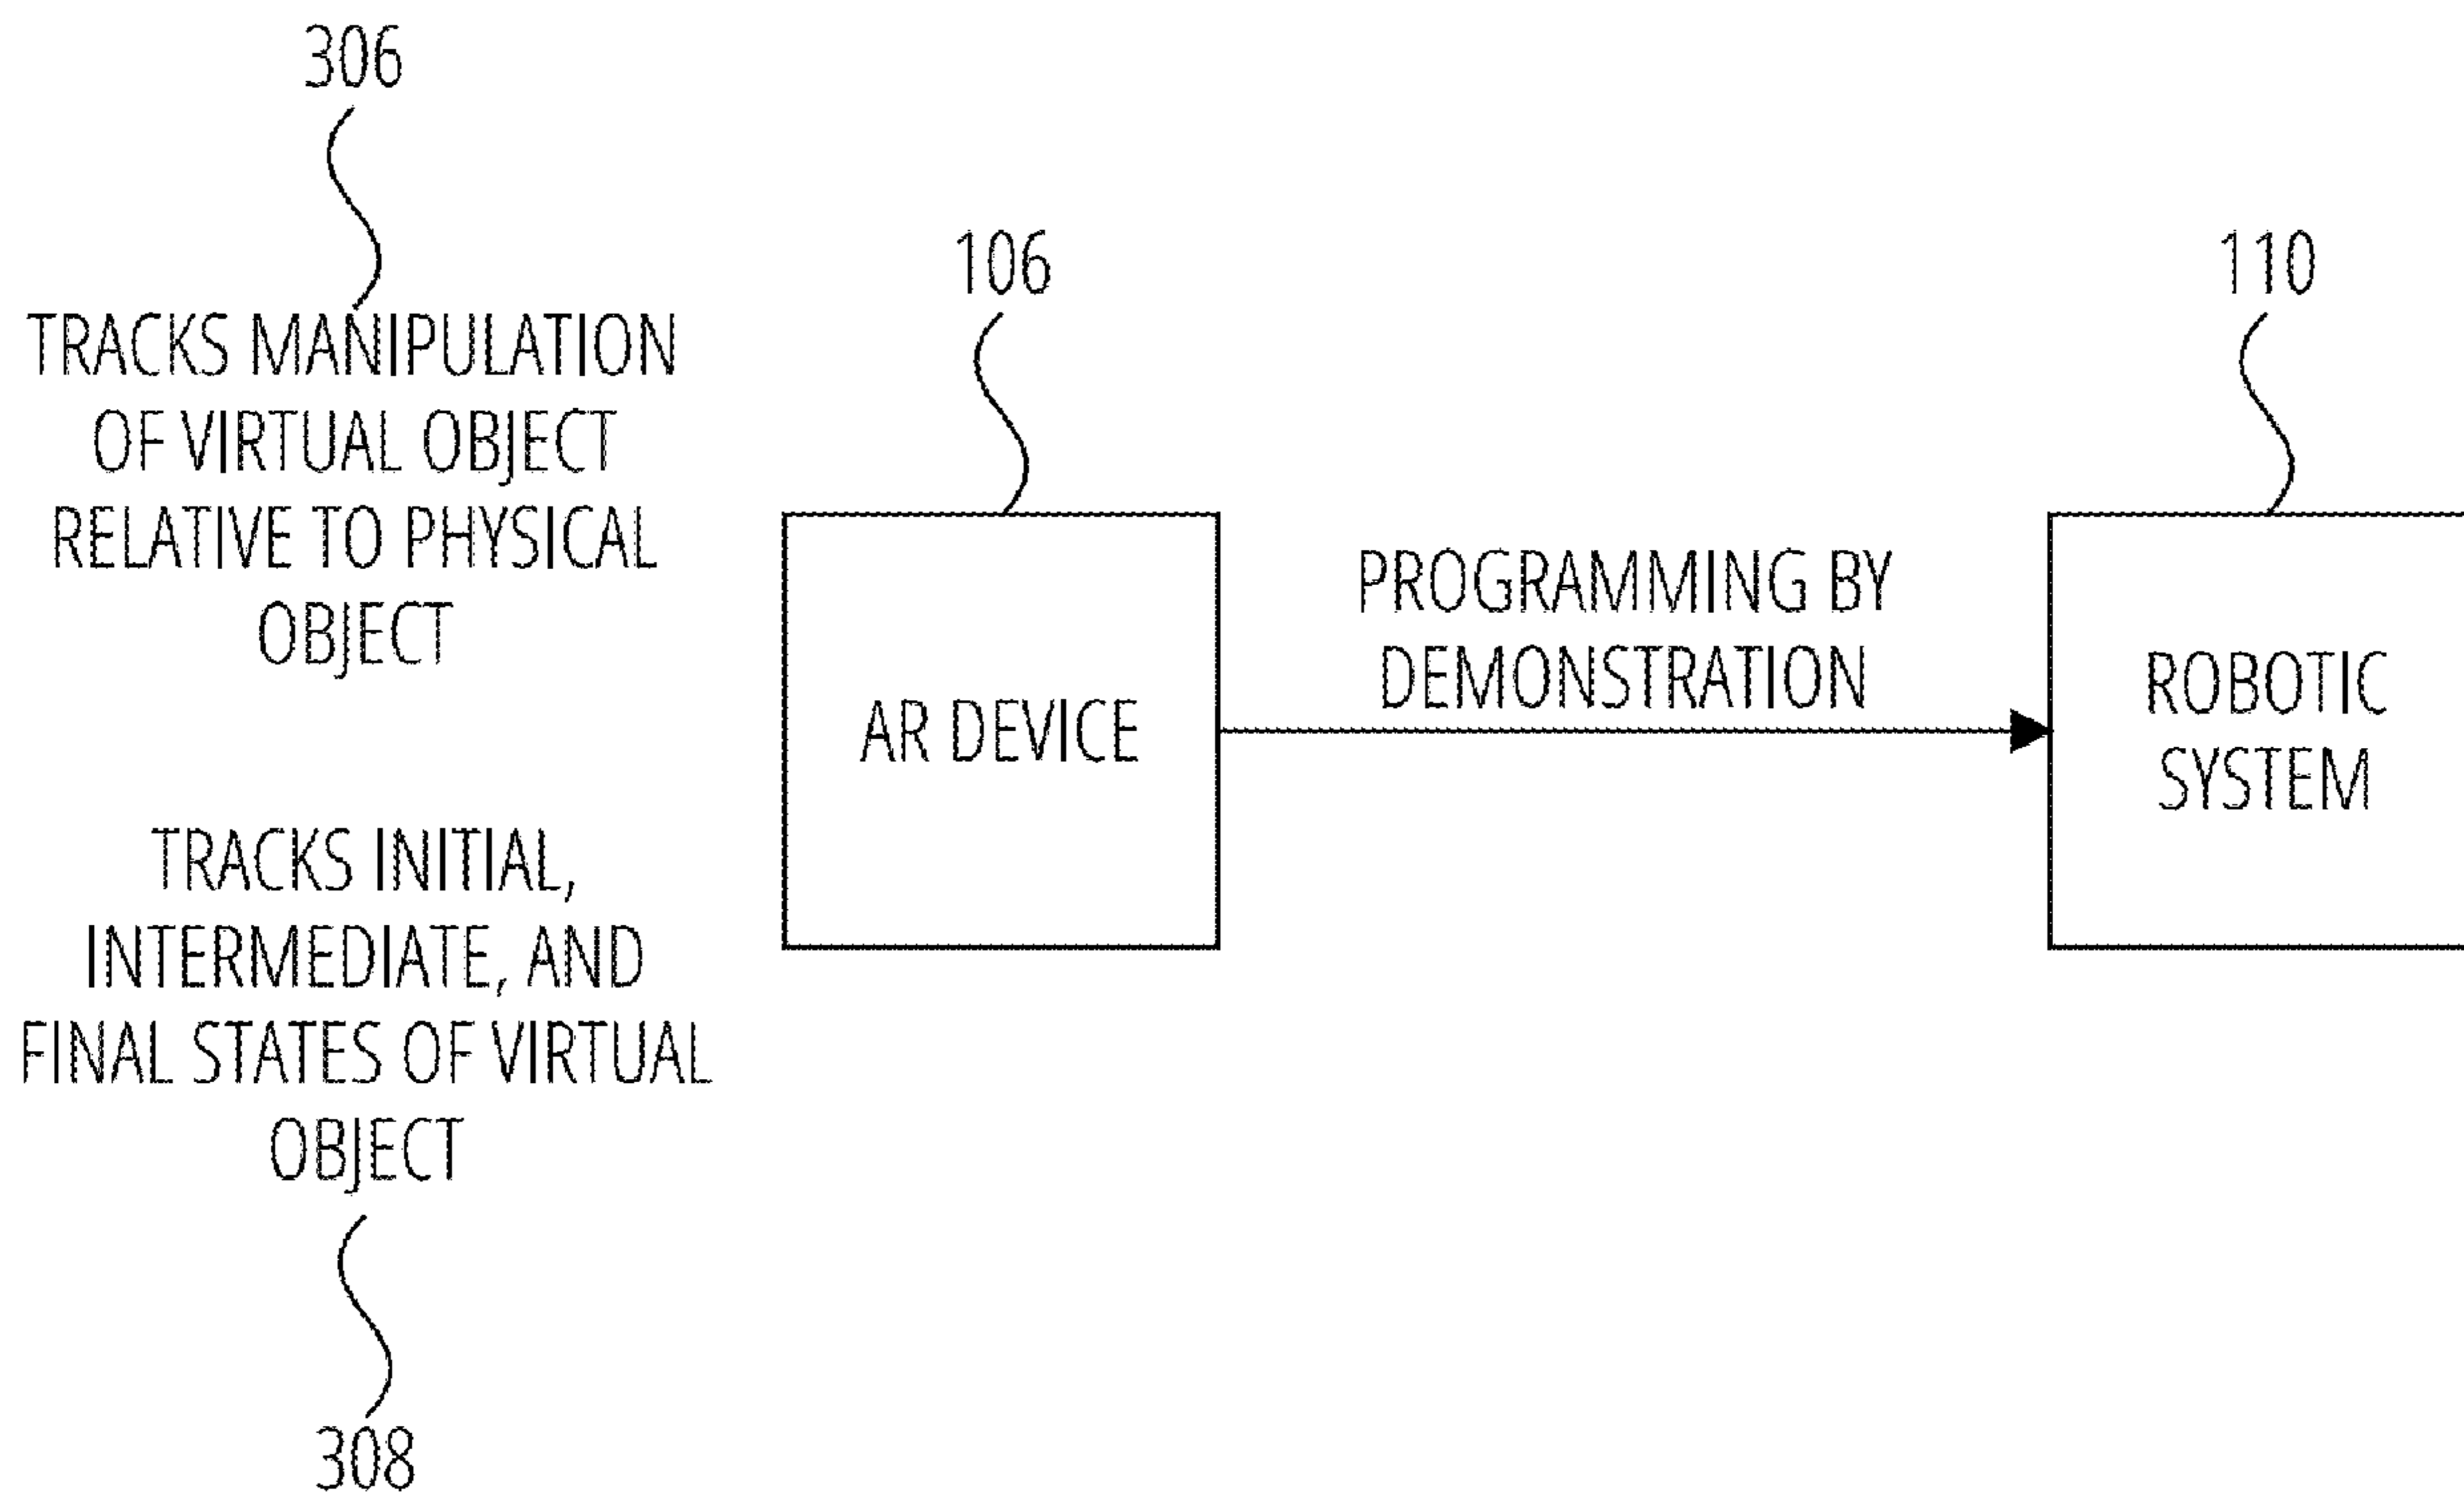 306
TRACKS MANIPULATION
OF VIRTUAL OBJECT
RELATIVE TO PHYSICAL
OBJECT
TRACKS INITIAL,
INTERMEDIATE, AND
FINAL STATES OF VIRTUAL
OBJECT
308
106
AR DEVICE
PROGRAMMING BY
DEMONSTRATION
110
ROBOTIC
SYSTEM